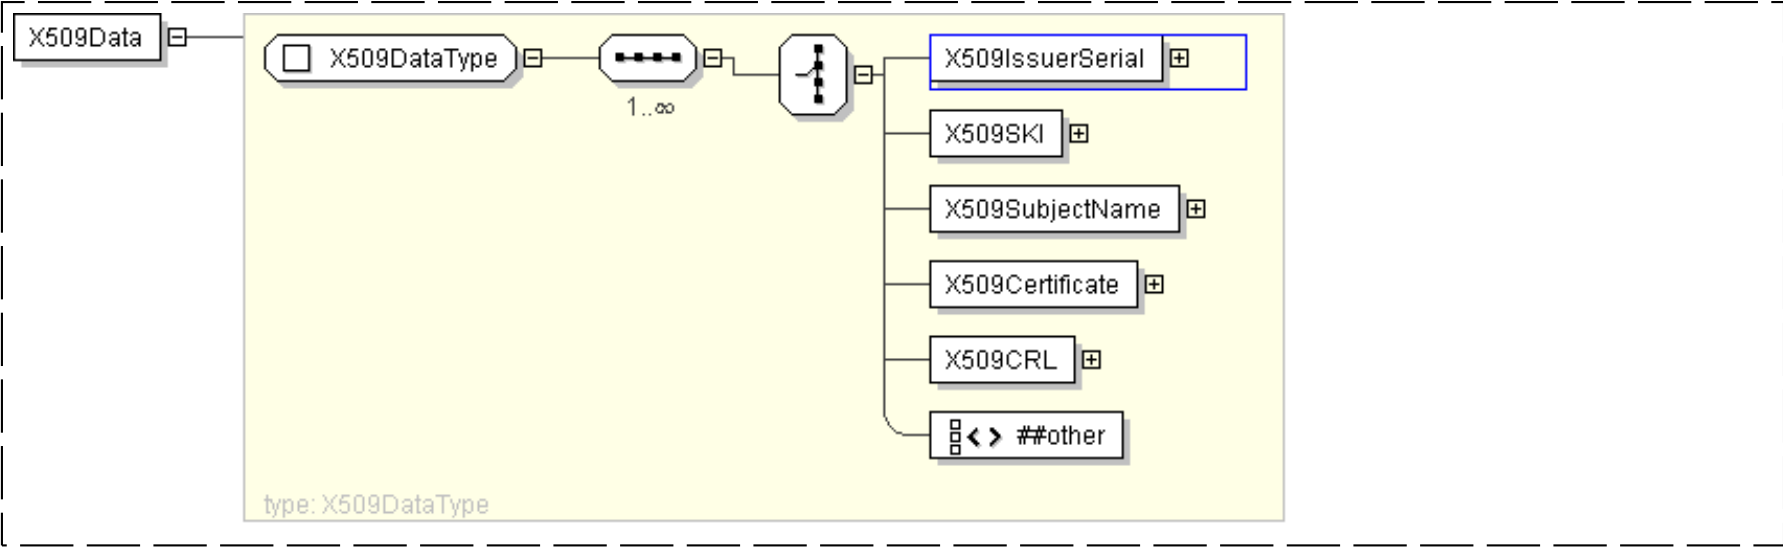 X509Data
X509DataType
1..∞
X509IssuerSerial
X509SKI
X509SubjectName
X509Certificate
X509CRL
##other
type: X509DataType